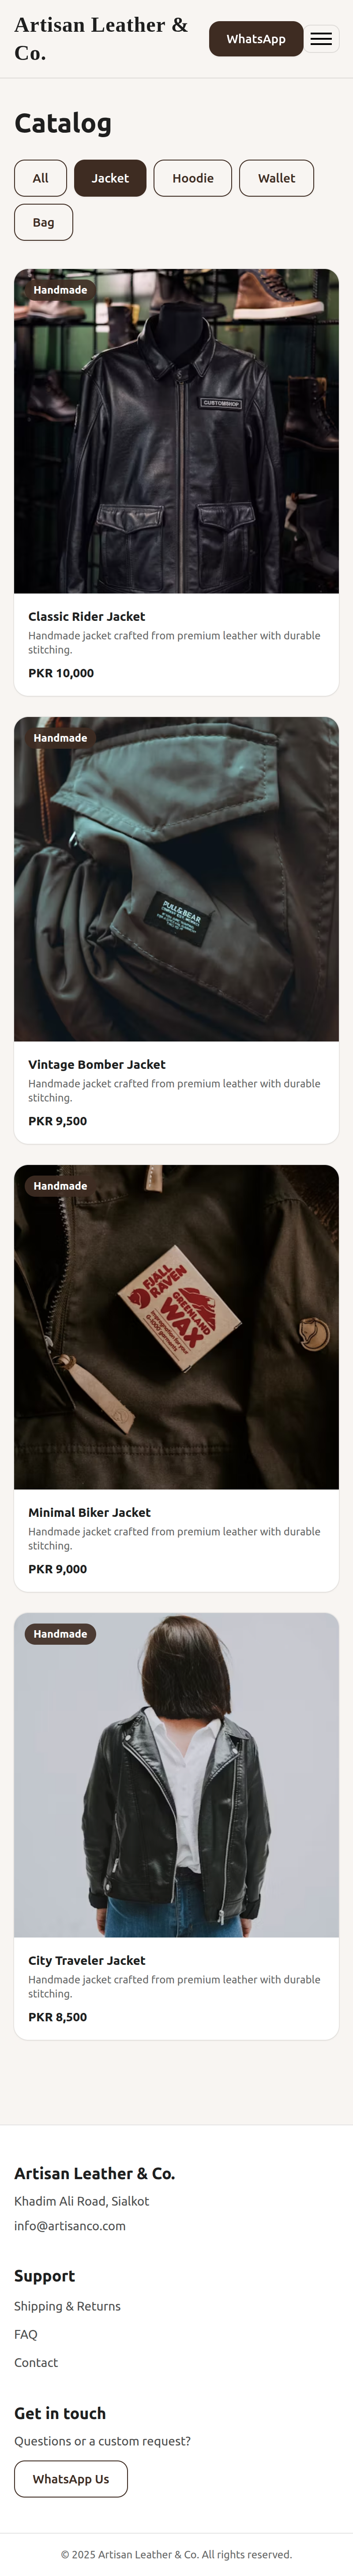 Artisan Leather &
Co.
WhatsApp
Catalog
All
Jacket
Hoodie
Wallet
Bag
Handmade
CUSTOMSHOP
Classic Rider Jacket
Handmade jacket crafted from premium leather with durable
stitching.
PKR 10,000
Handmade
PULL&BEAR
Vintage Bomber Jacket
Handmade jacket crafted from premium leather with durable
stitching.
PKR 9,500
Handmade
FJALL
RAVEN
GREENLAND
WAX
Minimal Biker Jacket
Handmade jacket crafted from premium leather with durable
stitching.
PKR 9,000
Handmade
City Traveler Jacket
Handmade jacket crafted from premium leather with durable
stitching.
PKR 8,500
Artisan Leather & Co.
Khadim Ali Road, Sialkot
info@artisanco.com
Support
Shipping & Returns
FAQ
Contact
Get in touch
Questions or a custom request?
WhatsApp Us
© 2025 Artisan Leather & Co. All rights reserved.